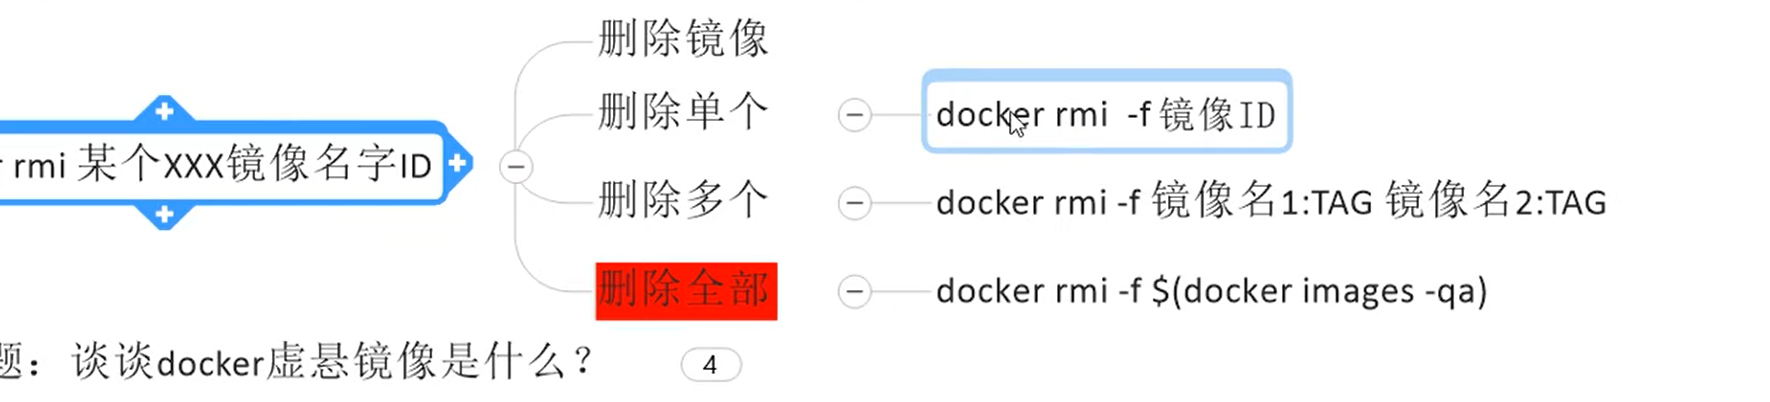 删除镜像
删除单个
docker rmi -f 镜像ID
rmi 某个XXX镜像名字ID
删除多个
docker rmi -f 镜像名1:TAG 镜像名2:TAG
删除全部
docker rmi -f $(docker images -qa)
题：谈谈docker虚悬镜像是什么？
4